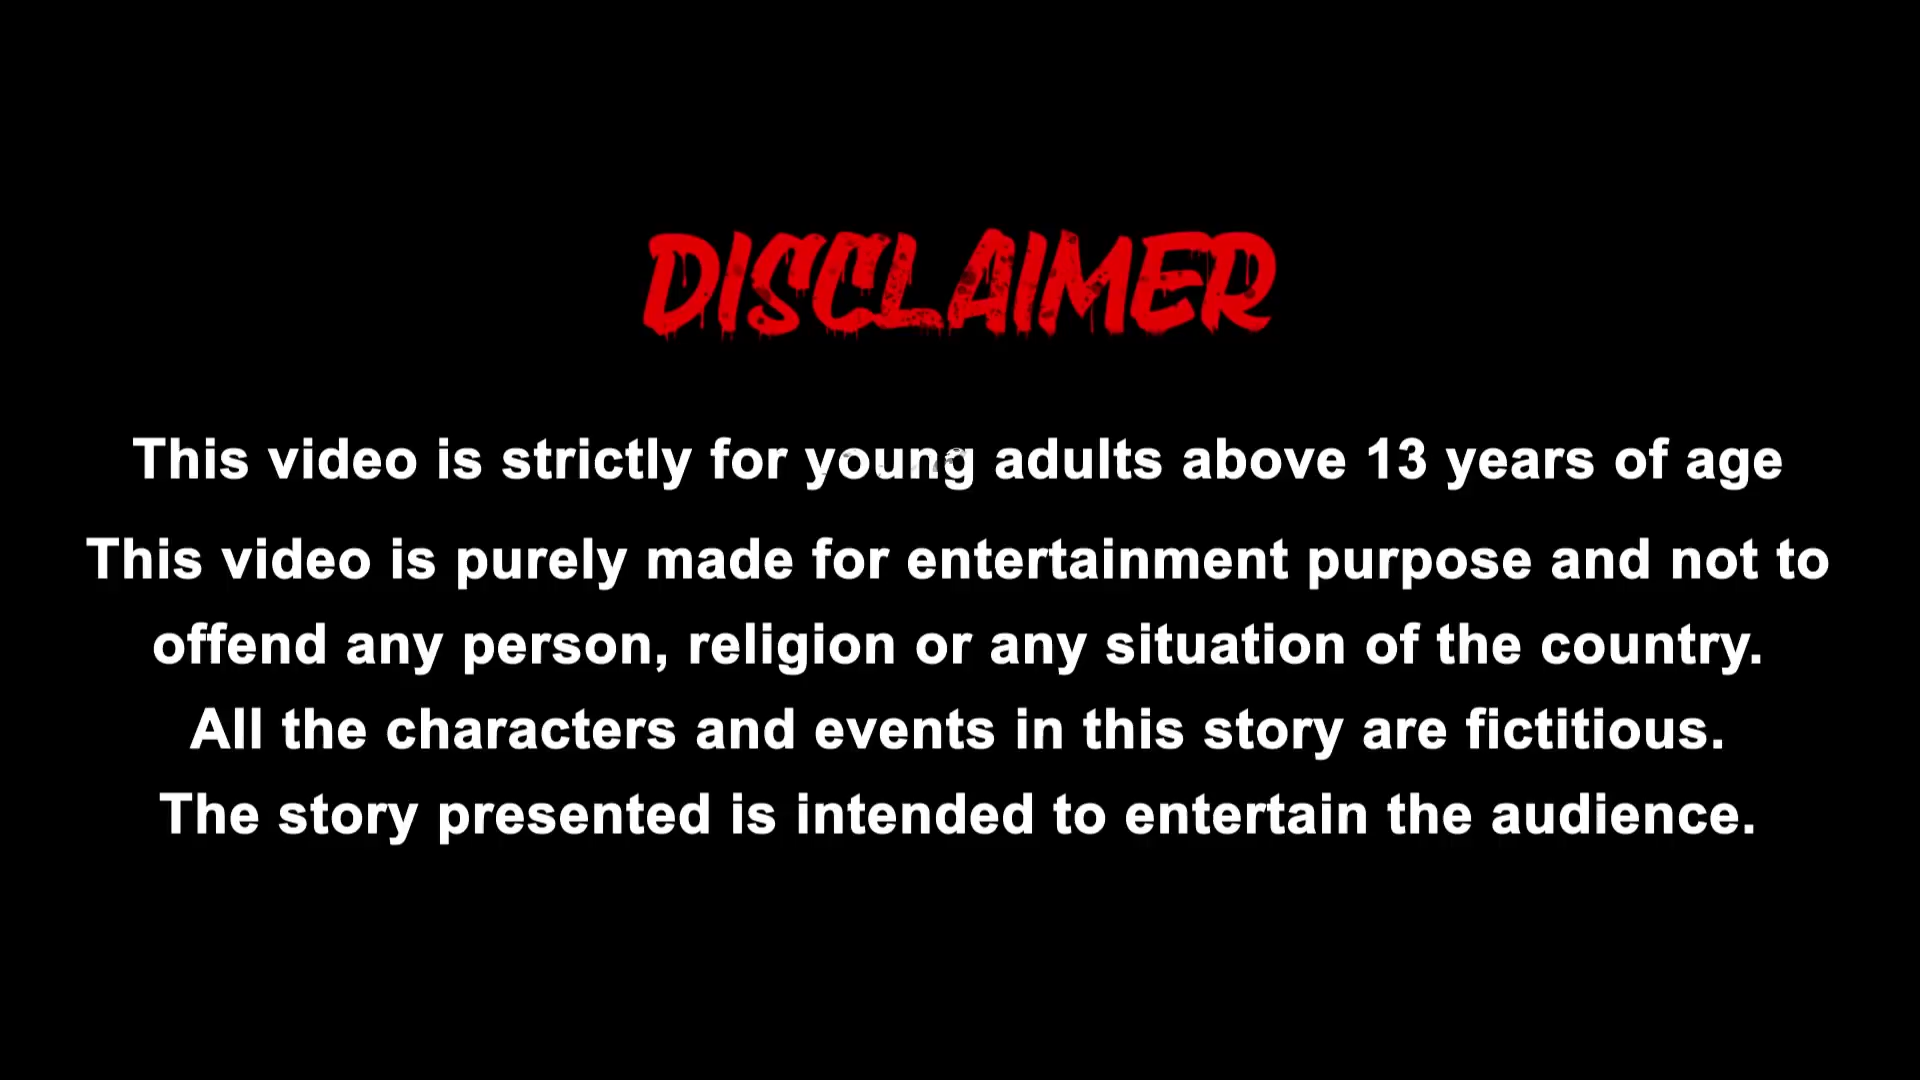 DISCLAIMER
This video is strictly for young adults above 13 years of age
This video is purely made for entertainment purpose and not to
offend any person, religion or any situation of the country.
All the characters and events in this story are fictitious.
The story presented is intended to entertain the audience.